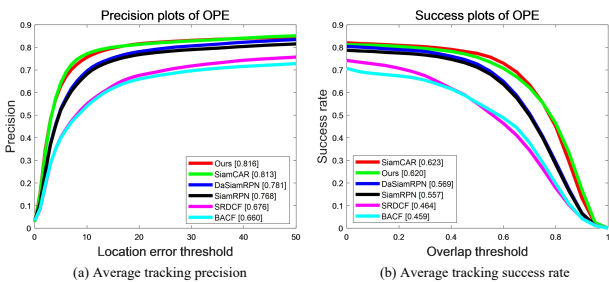 Precision plots of OPE
0.9
0.8
0.7
0.6
0.5
0.4
0.3
0.2
0.1
0
Precision
Ours [0.816]
SiamCAR [0.813]
DaSiamRPN [0.781]
SiamRPN [0.768]
SRDCF [0.676]
BACF [0.660]
0 10 20 30 40 50
Location error threshold
(a) Average tracking precision
Success plots of OPE
0.9
0.8
0.7
0.6
0.5
0.4
0.3
0.2
0.1
0
Success rate
SiamCAR [0.623]
Ours [0.620]
DaSiamRPN [0.569]
SiamRPN [0.557]
SRDCF [0.464]
BACF [0.459]
0 0.2 0.4 0.6 0.8 1
Overlap threshold
(b) Average tracking success rate